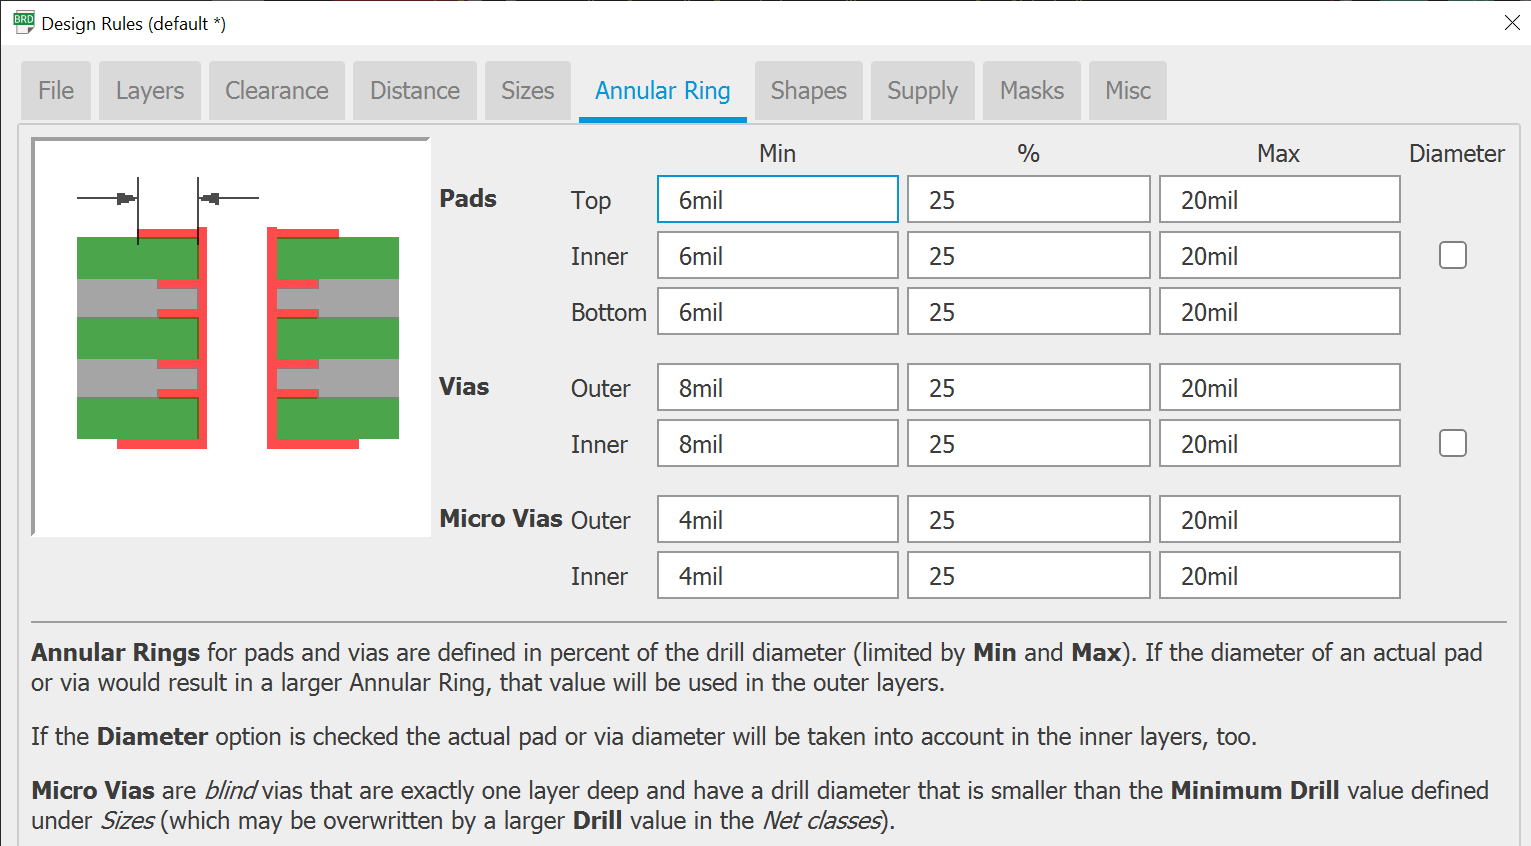 BRD Design Rules (default *)
File Layers Clearance Distance Sizes Annular Ring Shapes Supply Masks Misc
Min % Max Diameter
Pads Top 6mil 25 20mil
Inner 6mil 25 20mil
Bottom 6mil 25 20mil
Vias Outer 8mil 25 20mil
Inner 8mil 25 20mil
Micro Vias Outer 4mil 25 20mil
Inner 4mil 25 20mil
Annular Rings for pads and vias are defined in percent of the drill diameter (limited by Min and Max). If the diameter of an actual pad
or via would result in a larger Annular Ring, that value will be used in the outer layers.
If the Diameter option is checked the actual pad or via diameter will be taken into account in the inner layers, too.
Micro Vias are blind vias that are exactly one layer deep and have a drill diameter that is smaller than the Minimum Drill value defined
under Sizes (which may be overwritten by a larger Drill value in the Net classes).